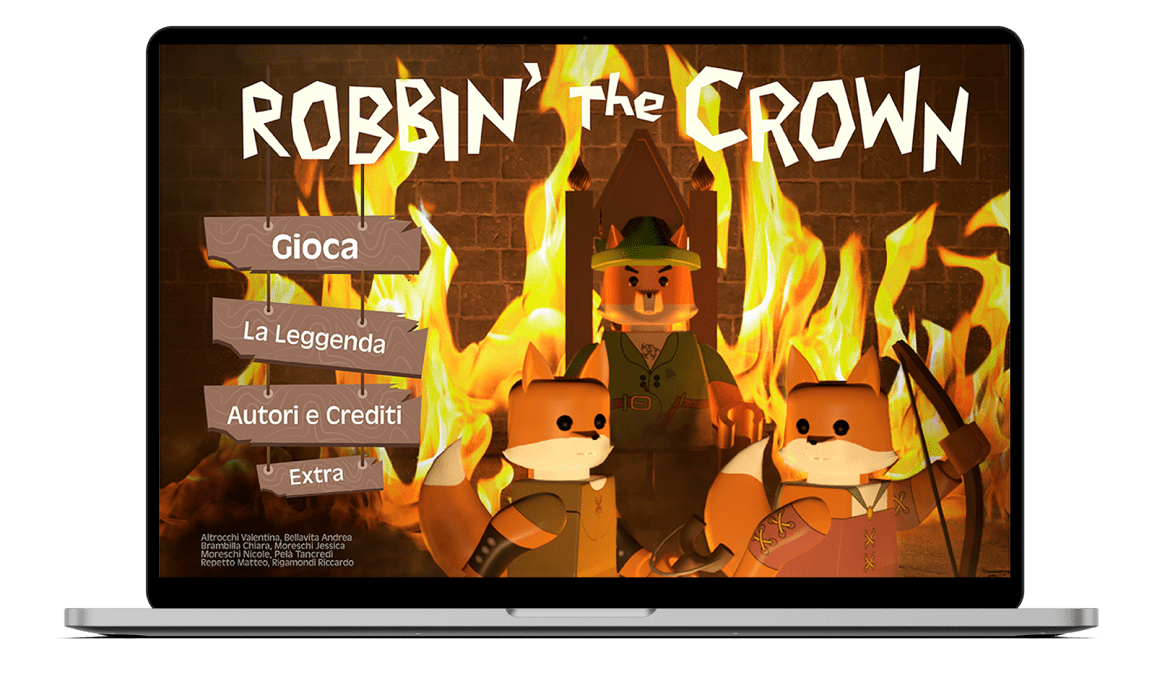 ROBBIN' The CROWN
Gioca
La Leggenda
Autori e Crediti
Extra
Altrocchi Valentina, Bellavita Andrea
Brambilla Chiara, Moreschi Jessica
Moreschi Nicole, Pela Tancredi
Repetto Matteo, Rigamondi Riccardo